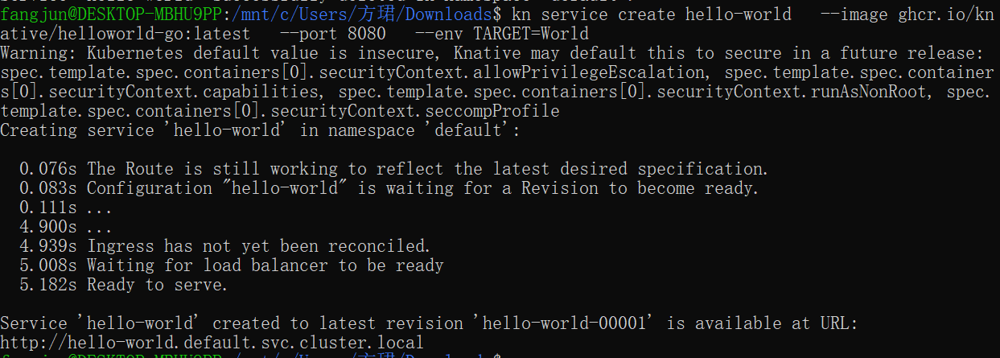 fangjun@DESKTOP-MBHU9PP:/mnt/c/Users/方珺/Downloads$ kn service create hello-world   --image ghcr.io/kn
ative/helloworld-go:latest   --port 8080   --env TARGET=World
Warning: Kubernetes default value is insecure, Knative may default this to secure in a future release:
spec.template.spec.containers[0].securityContext.allowPrivilegeEscalation, spec.template.spec.container
s[0].securityContext.capabilities, spec.template.spec.containers[0].securityContext.runAsNonRoot, spec.
template.spec.containers[0].securityContext.seccompProfile
Creating service 'hello-world' in namespace 'default':
0.076s The Route is still working to reflect the latest desired specification.
0.083s Configuration "hello-world" is waiting for a Revision to become ready.
0.111s ...
4.900s ...
4.939s Ingress has not yet been reconciled.
5.008s Waiting for load balancer to be ready
5.182s Ready to serve.
Service 'hello-world' created to latest revision 'hello-world-00001' is available at URL:
http://hello-world.default.svc.cluster.local